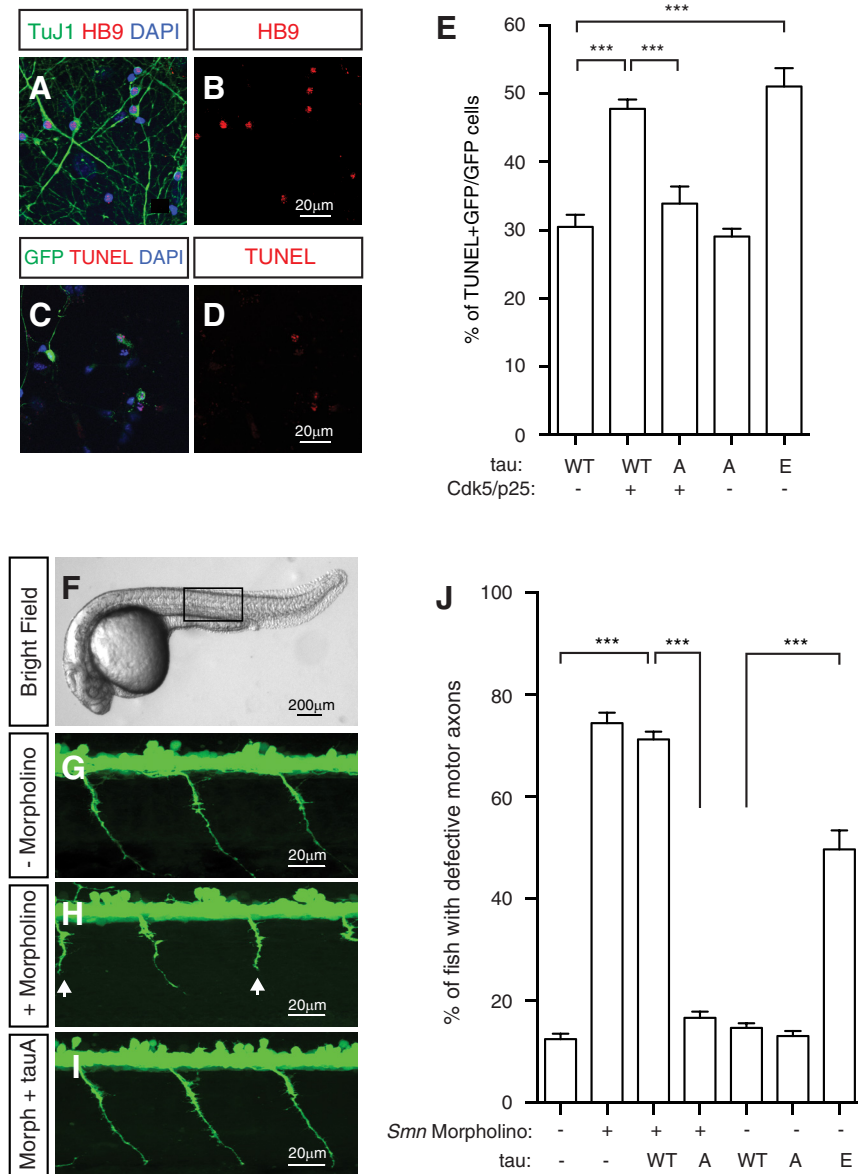 TuJ1 HB9 DAPI
HB9
A
B
20μm
GFP TUNEL DAPI
TUNEL
C
D
20μm
E
% of TUNEL+GFP/GFP cells
60
50
40
30
20
10
0
***
*** ***
tau: WT WT A A E
Cdk5/p25: - + + - -
Bright Field
F
200μm
- Morpholino
G
20μm
+ Morpholino
H
20μm
Morph + tauA
I
20μm
J
% of fish with defective motor axons
100
80
60
40
20
0
*** *** ***
Smn Morpholino: - + + + - - -
tau: - - WT A WT A E